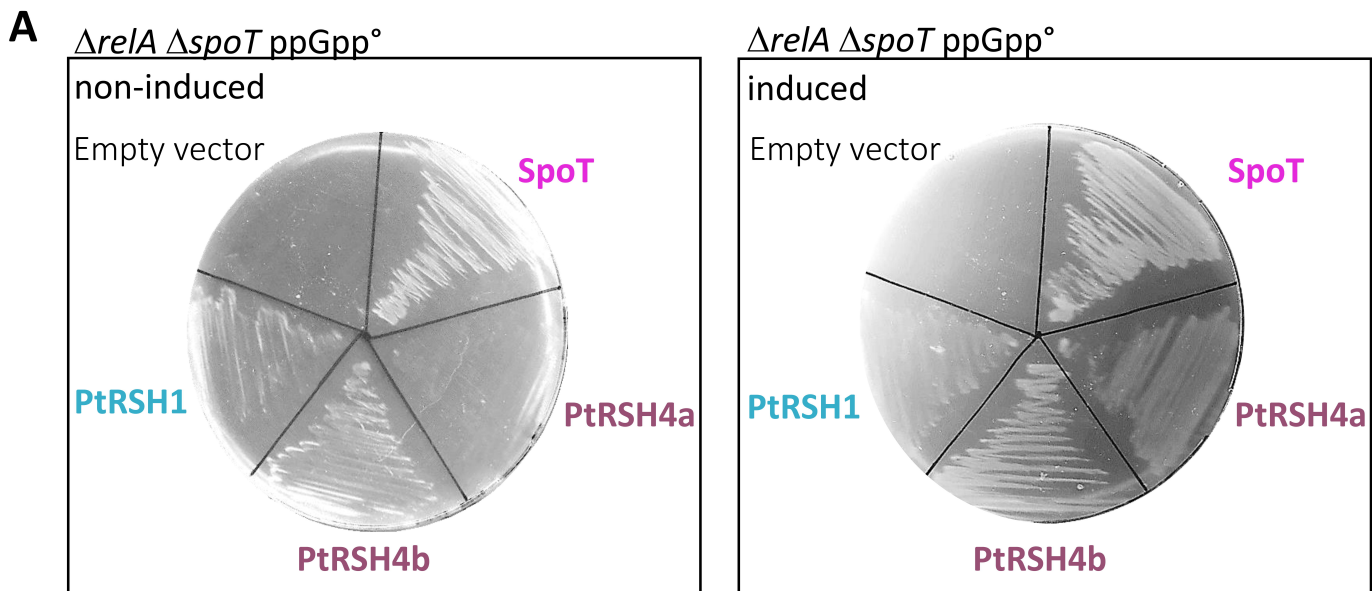 A
ΔrelA ΔspoT ppGpp°
non-induced
Empty vector
SpoT
PtRSH1
PtRSH4a
PtRSH4b
ΔrelA ΔspoT ppGpp°
induced
Empty vector
SpoT
PtRSH1
PtRSH4a
PtRSH4b